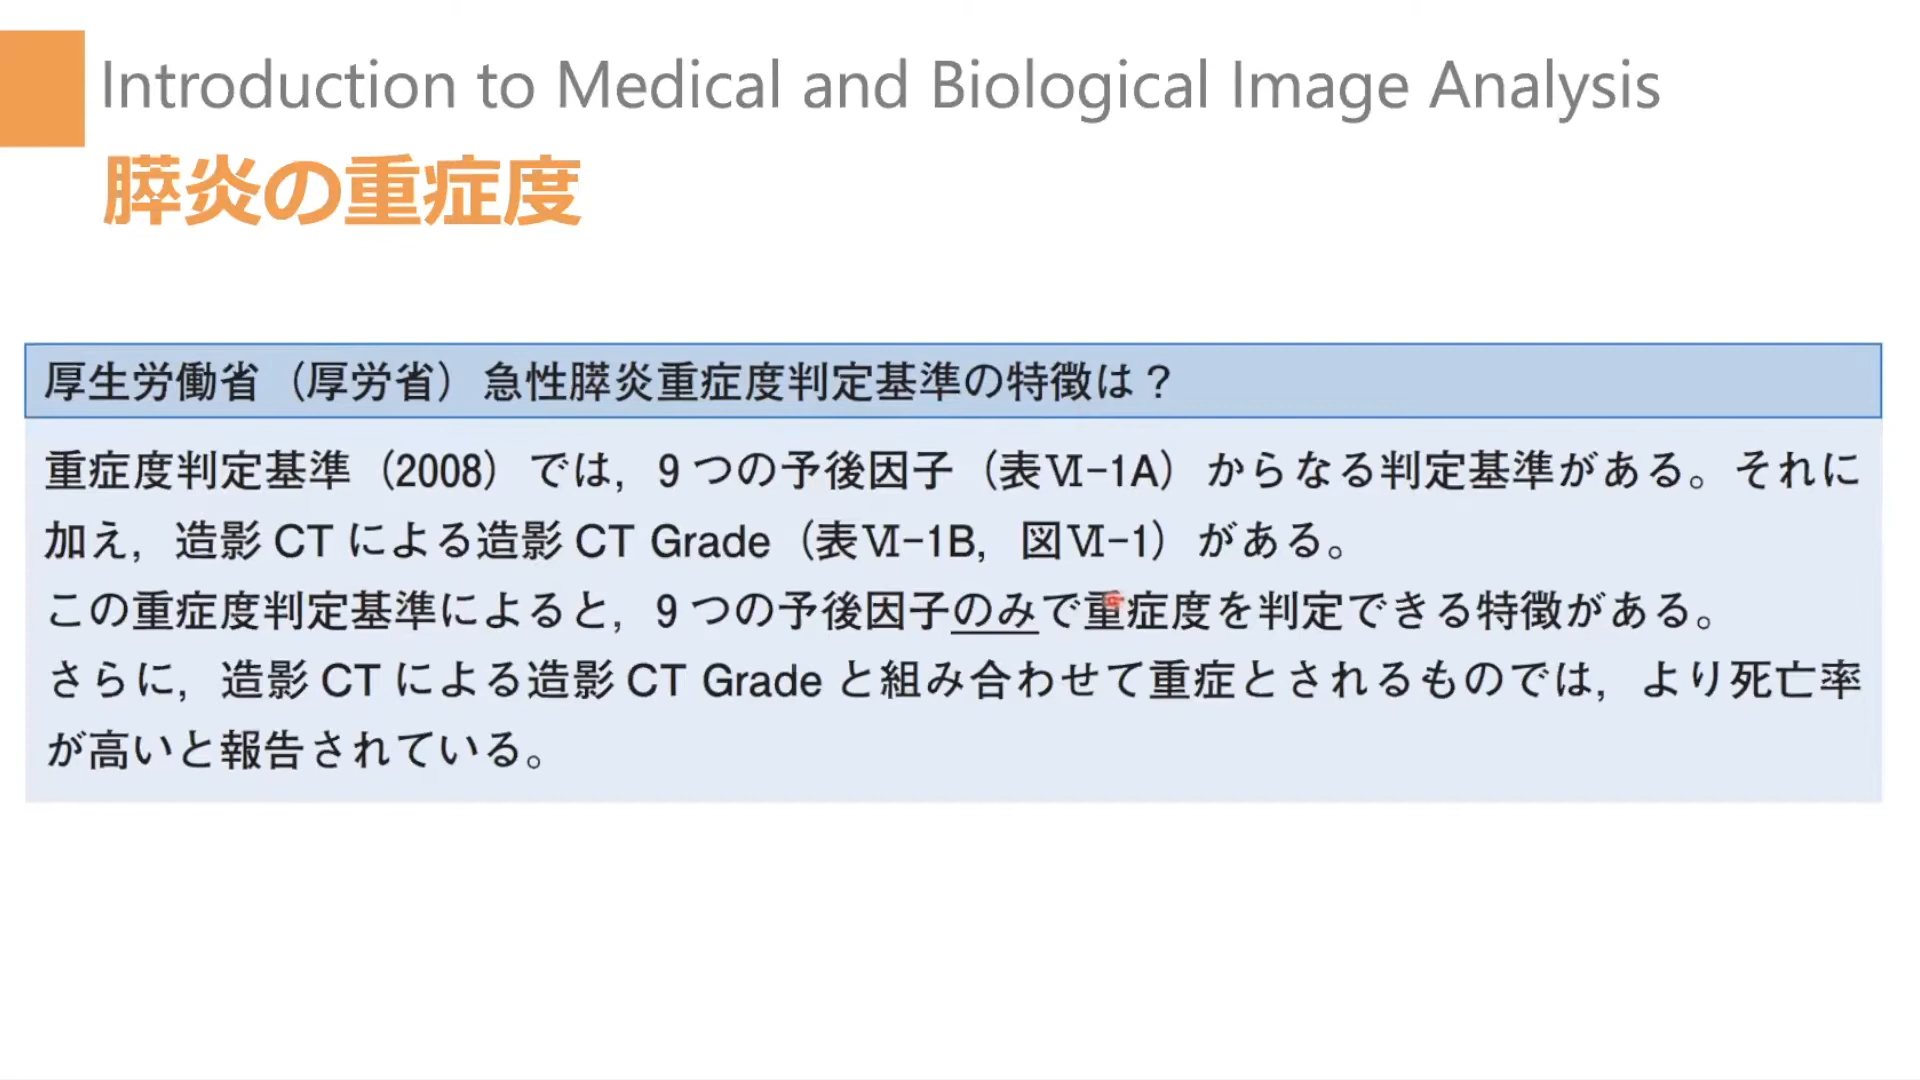 Introduction to Medical and Biological Image Analysis
膵炎の重症度
厚生労働省（厚労省）急性膵炎重症度判定基準の特徴は？
重症度判定基準（2008）では，9つの予後因子（表Ⅵ-1A）からなる判定基準がある。それに
加え，造影CTによる造影CT Grade（表Ⅵ-1B，図Ⅵ-1）がある。
この重症度判定基準によると，9つの予後因子のみで重症度を判定できる特徴がある。
さらに，造影CTによる造影CT Gradeと組み合わせて重症とされるものでは，より死亡率
が高いと報告されている。